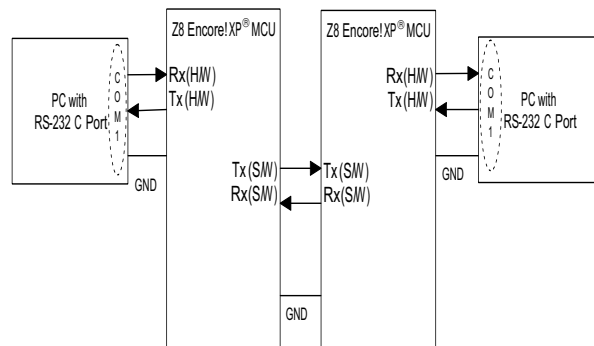 Z8 Encore! XP® MCU
Z8 Encore! XP® MCU
PC with
RS-232 C Port
C
O
M
1
Rx(H/W)
Tx(H/W)
GND
Rx(H/W)
Tx(H/W)
C
O
M
1
PC with
RS-232 C Port
GND
Tx(S/W)
Rx(S/W)
Tx(S/W)
Rx(S/W)
GND